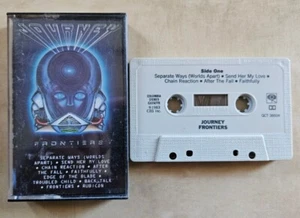 JOURNEY
FRONTIERS
SEPARATE WAYS (WORLDS
APART) • SEND HER MY LOVE
• CHAIN REACTION • AFTER
THE FALL • FAITHFULLY
EDGE OF THE BLADE •
TROUBLED CHILD • BACK TALK
• FRONTIERS • RUBICON
Side One
Separate Ways (Worlds Apart) • Send Her My Love •
Chain Reaction • After The Fall • Faithfully
JOURNEY
FRONTIERS